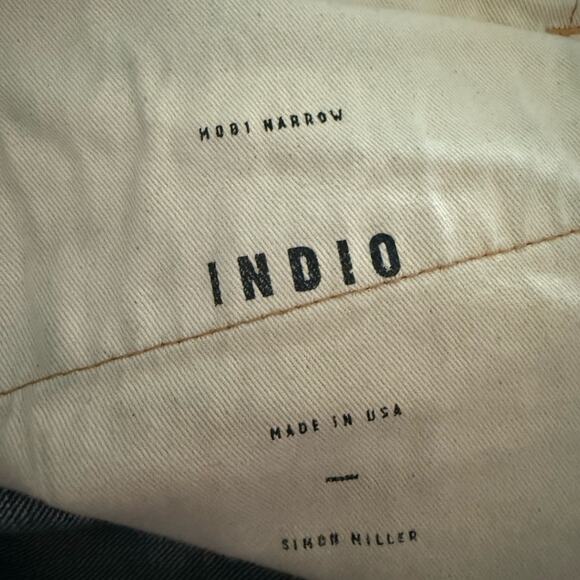 M001 NARROW
INDIO
MADE IN USA
SIMON MILLER